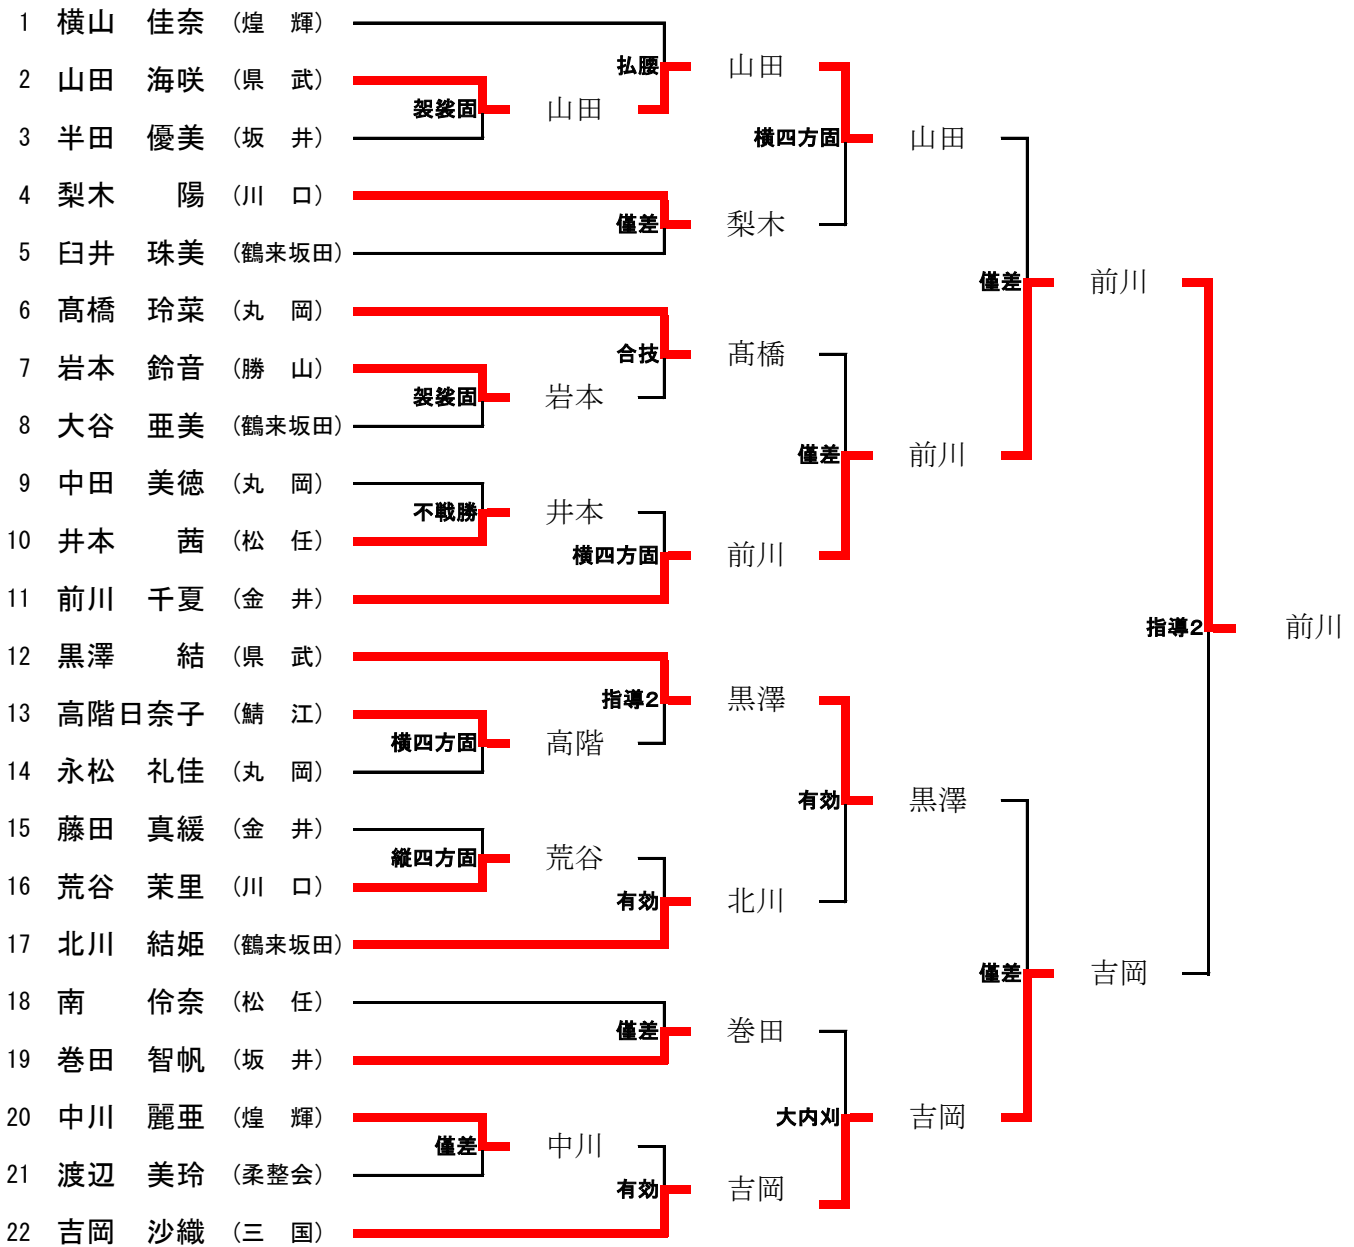 1 横山　佳奈 （煌　輝）
払腰 山田
2 山田　海咲 （県　武）
袈裟固 山田
3 半田　優美 （坂　井）
横四方固 山田
4 梨木　　陽 （川　口）
僅差 梨木
5 臼井　珠美 （鶴来坂田）
僅差 前川
6 髙橋　玲菜 （丸　岡）
合技 髙橋
7 岩本　鈴音 （勝　山）
袈裟固 岩本
8 大谷　亜美 （鶴来坂田）
僅差 前川
9 中田　美徳 （丸　岡）
不戦勝 井本
10 井本　　茜 （松　任）
横四方固 前川
11 前川　千夏 （金　井）
指導2 前川
12 黒澤　　結 （県　武）
指導2 黒澤
13 高階日奈子 （鯖　江）
横四方固 高階
14 永松　礼佳 （丸　岡）
有効 黒澤
15 藤田　真緩 （金　井）
縦四方固 荒谷
16 荒谷　茉里 （川　口）
有効 北川
17 北川　結姫 （鶴来坂田）
僅差 吉岡
18 南　　伶奈 （松　任）
僅差 巻田
19 巻田　智帆 （坂　井）
20 中川　麗亜 （煌　輝）
大内刈 吉岡
僅差 中川
21 渡辺　美玲 （柔整会）
有効 吉岡
22 吉岡　沙織 （三　国）